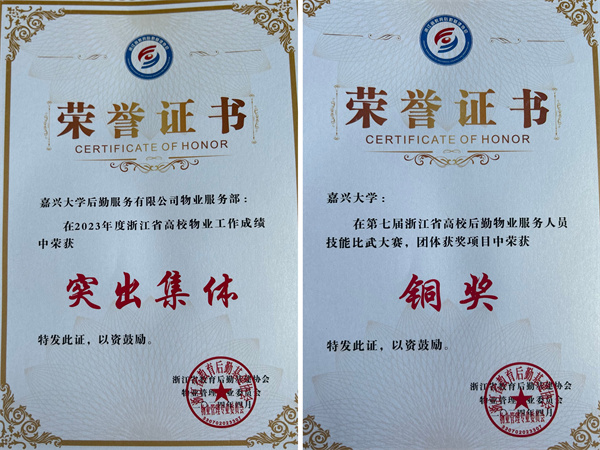 荣誉证书
CERTIFICATE OF HONOR
嘉兴大学后勤服务有限公司物业服务部：
在2023年度浙江省高校物业工作成绩
中荣获
突出集体
特发此证，以资鼓励。
浙江省教育后勤协会
物业管理专业委员会
年四月
荣誉证书
CERTIFICATE OF HONOR
嘉兴大学：
在第七届浙江省高校后勤物业服务人员
技能比武大赛，团体获奖项目中荣获
铜奖
特发此证，以资鼓励。
浙江省教育后勤协会
物业管理专业委员会
年四月